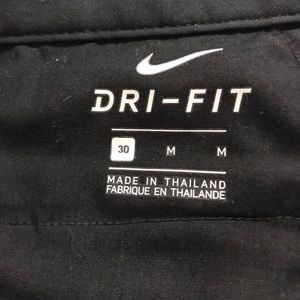 DRI-FIT
30 M M
MADE IN THAILAND
FABRIQUE EN THAILANDE